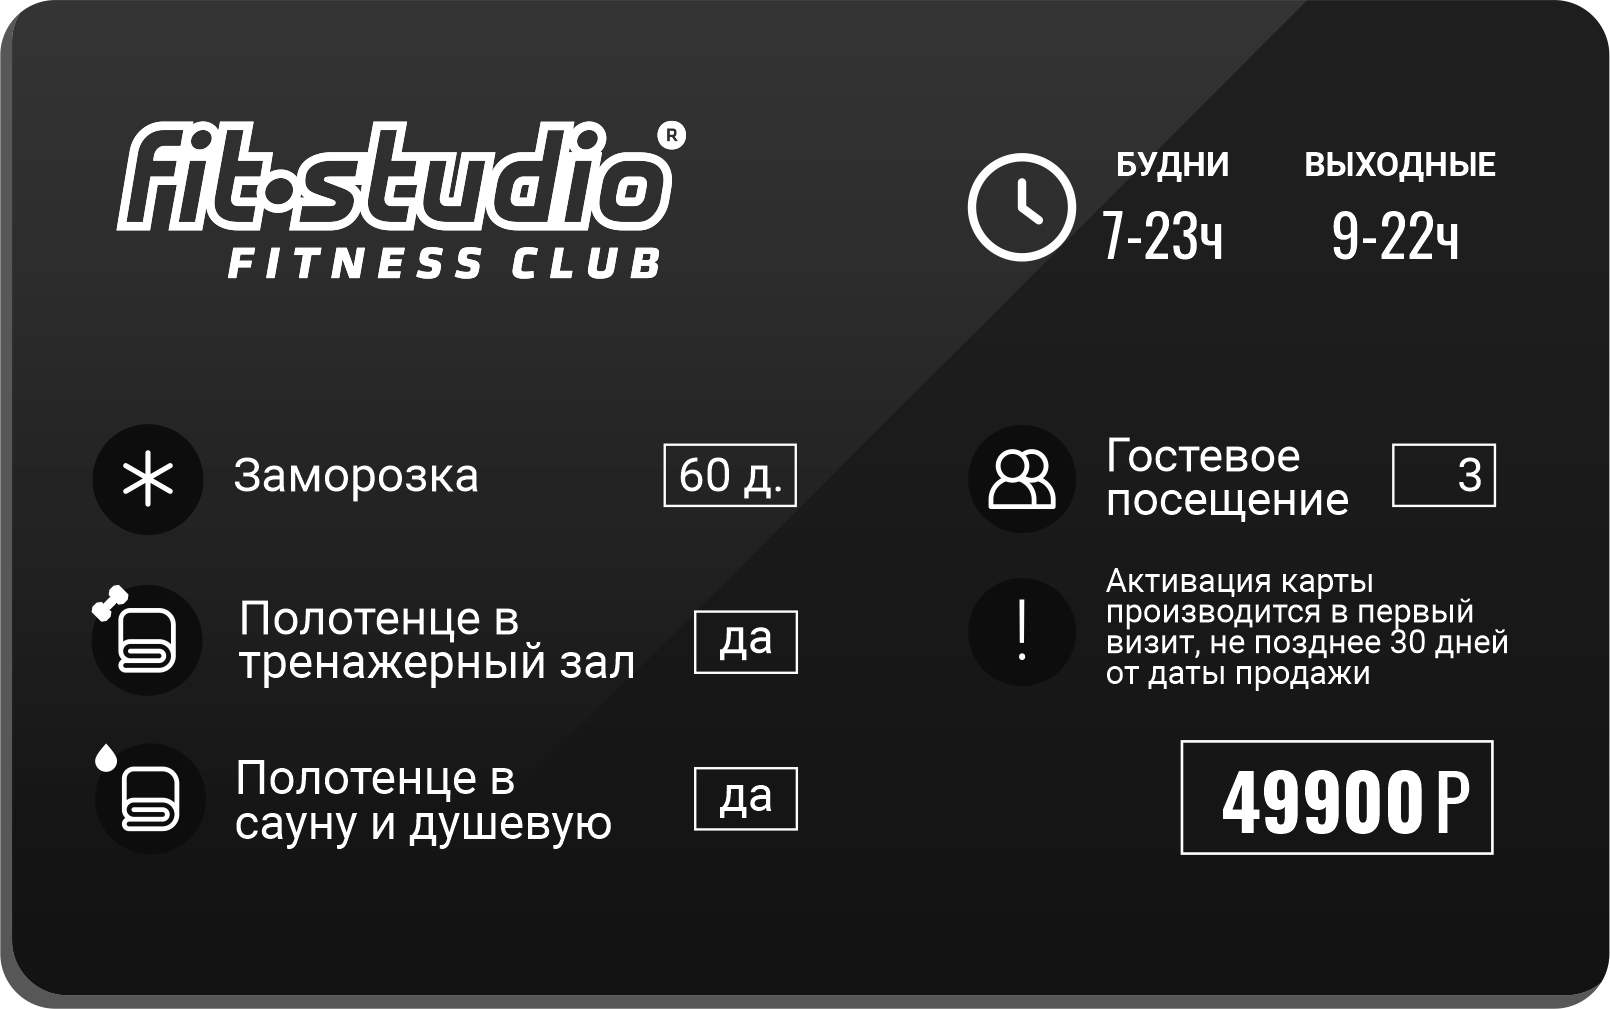 fit·studio®
FITNESS CLUB
БУДНИ
7-23ч
ВЫХОДНЫЕ
9-22ч
Заморозка
60 д.
Полотенце в
тренажерный зал
да
Полотенце в
сауну и душевую
да
Гостевое
посещение
3
Активация карты
производится в первый
визит, не позднее 30 дней
от даты продажи
49900 Р